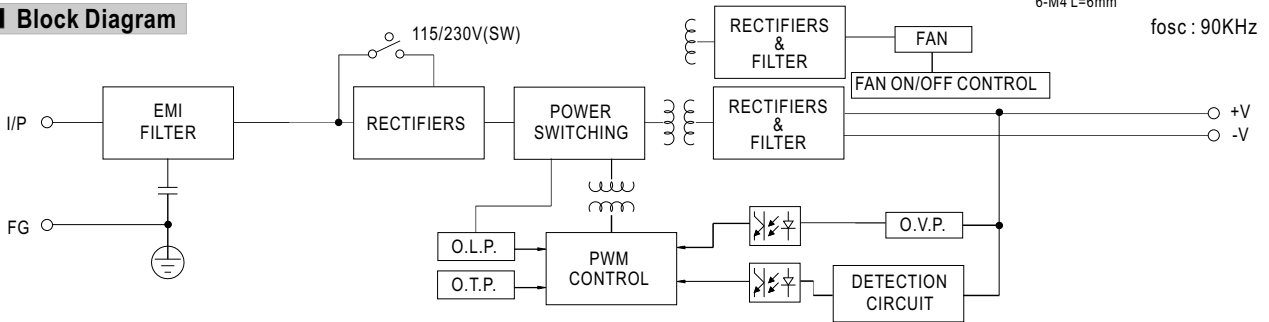 6-M4 L=6mm
Block Diagram
fosc : 90KHz
115/230V(SW)
RECTIFIERS
&
FILTER
FAN
FAN ON/OFF CONTROL
I/P
EMI
FILTER
RECTIFIERS
POWER
SWITCHING
RECTIFIERS
&
FILTER
+V
-V
FG
O.L.P.
O.T.P.
PWM
CONTROL
O.V.P.
DETECTION
CIRCUIT